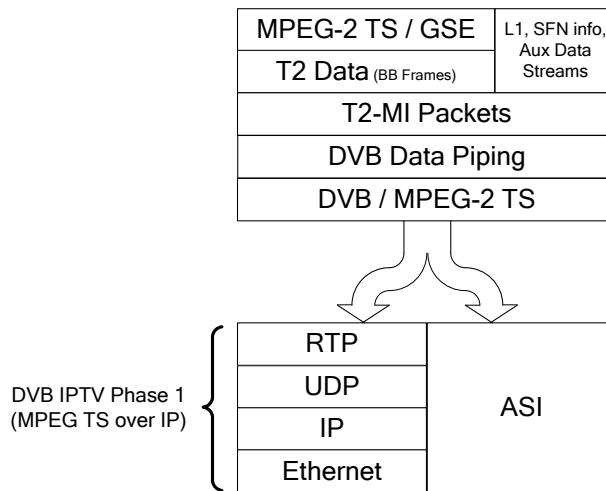 MPEG-2 TS / GSE
L1, SFN info,
Aux Data
Streams
T2 Data (BB Frames)
T2-MI Packets
DVB Data Piping
DVB / MPEG-2 TS
DVB IPTV Phase 1
(MPEG TS over IP)
RTP
UDP
IP
Ethernet
ASI